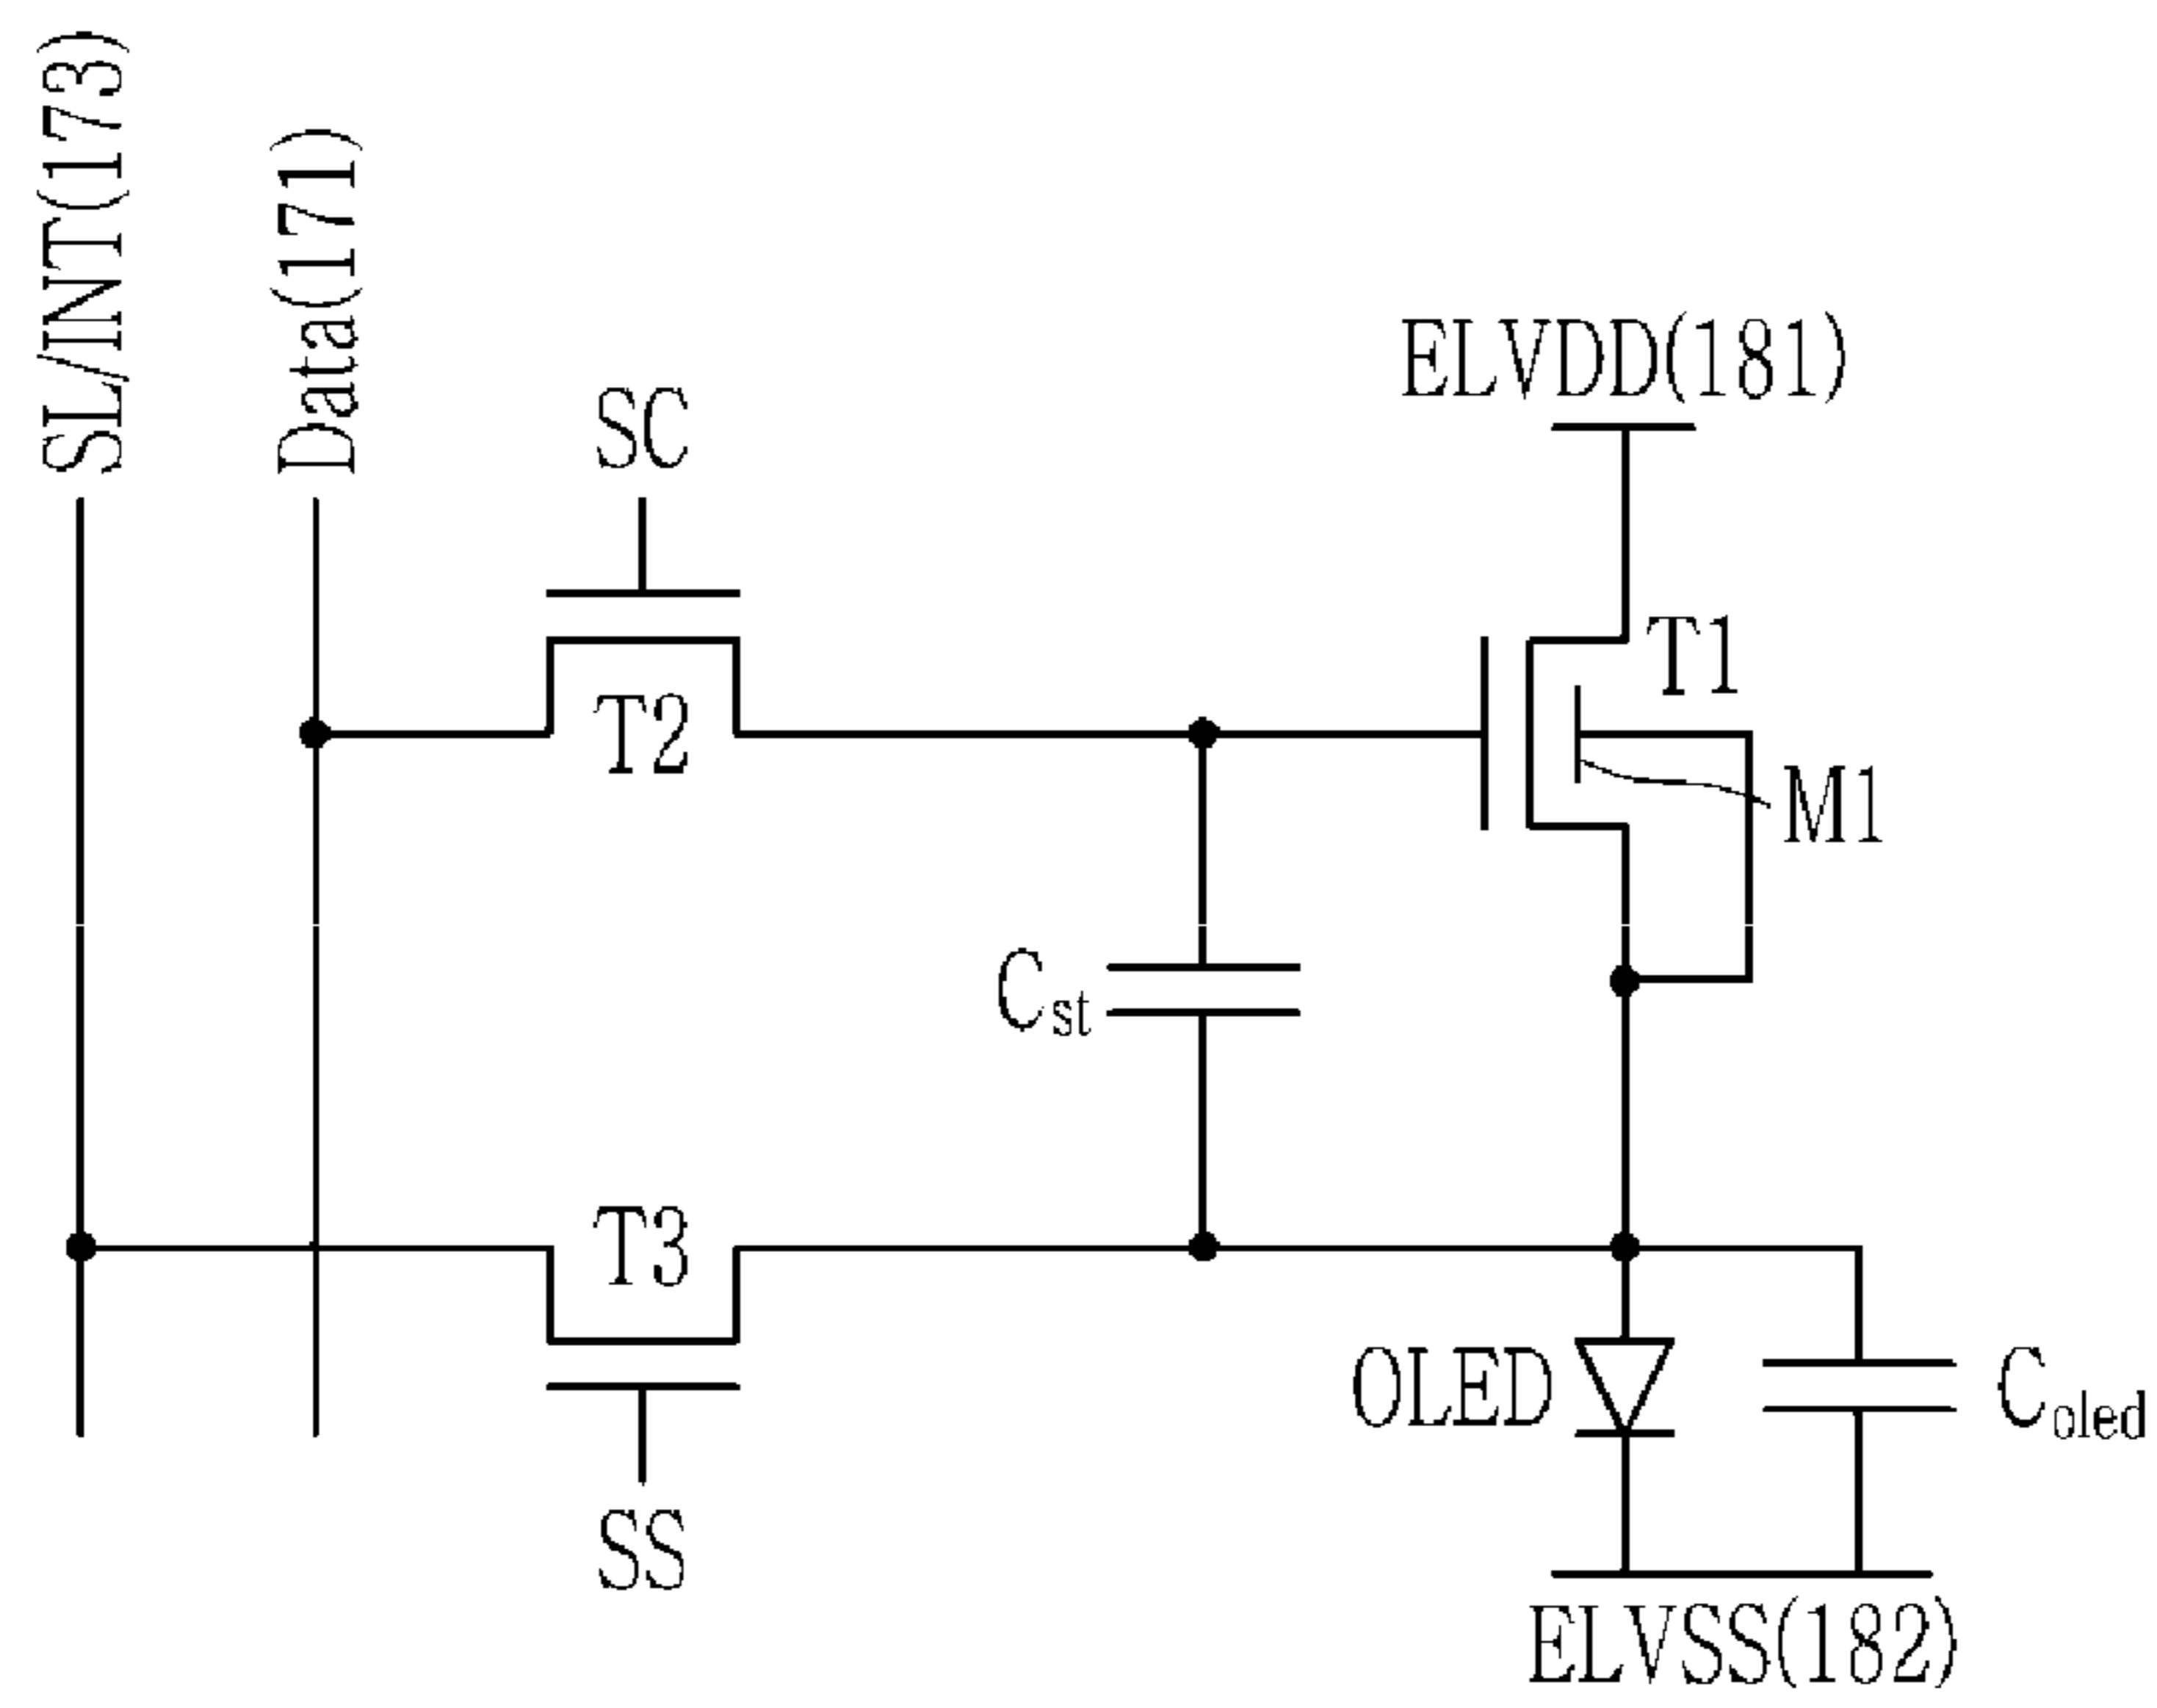 SL/INT(173)
Data(171)
SC
ELVDD(181)
T1
T2
M1
Cst
T3
OLED
Coled
SS
ELVSS(182)